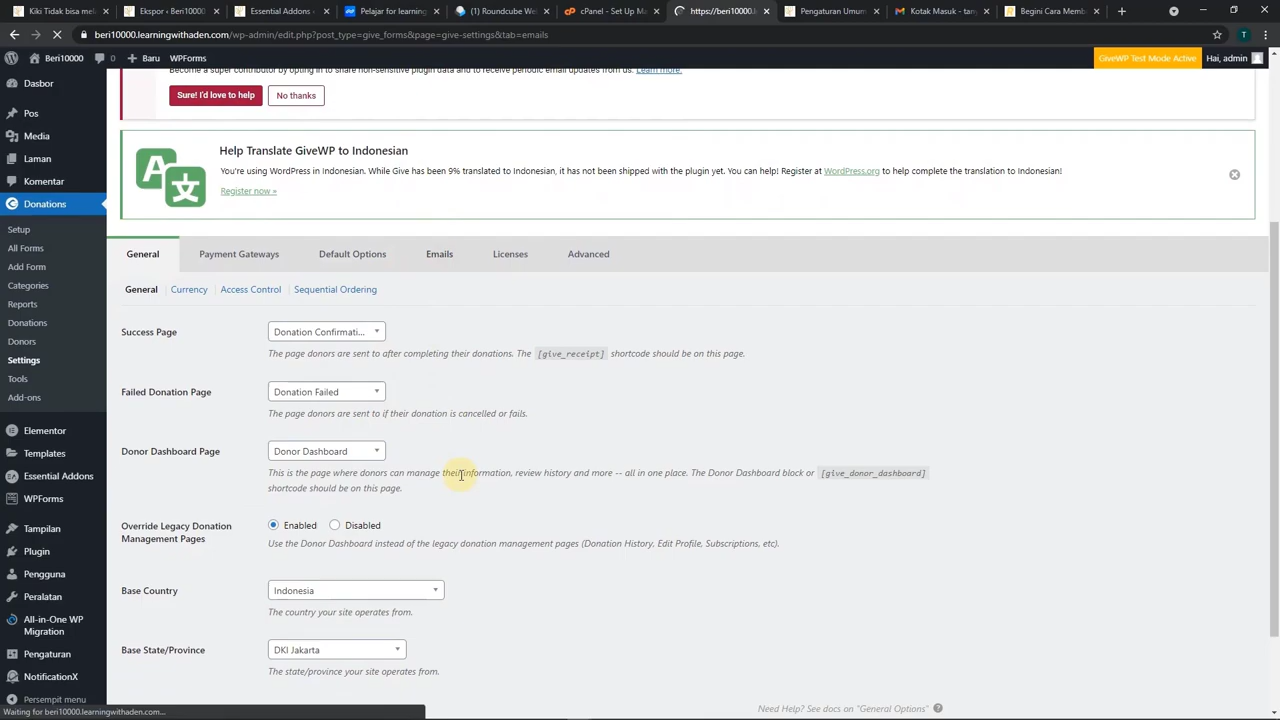 Kiki Tidak bisa mela
Ekspor ‹ Beri10000
Essential Addons ‹
Pelajar for learning
(1) Roundcube Web
cPanel - Set Up Ma
https://beri10000.l
Pengaturan Umum
Kotak Masuk - tan
Begini Cara Memb
beri10000.learningwithaden.com/wp-admin/edit.php?post_type=give_forms&page=give-settings&tab=emails
T
Beri10000
Baru
WPForms
GiveWP Test Mode Active
Hai, admin
Become a super contributor by opting in to share non-sensitive plugin data and to receive periodic email updates from us. Learn more.
Sure! I'd love to help
No thanks
Help Translate GiveWP to Indonesian
You're using WordPress in Indonesian. While Give has been 9% translated to Indonesian, it has not been shipped with the plugin yet. You can help! Register at WordPress.org to help complete the translation to Indonesian!
Register now »
Dasbor
Pos
Media
Laman
Komentar
Donations
Setup
All Forms
Add Form
Categories
Reports
Donations
Donors
Settings
Tools
Add-ons
Elementor
Templates
Essential Addons
WPForms
Tampilan
Plugin
Pengguna
Peralatan
All-in-One WP
Migration
Pengaturan
NotificationX
Persempit menu
General
Payment Gateways
Default Options
Emails
Licenses
Advanced
General | Currency | Access Control | Sequential Ordering
Success Page
Donation Confirmati...
The page donors are sent to after completing their donations. The [give_receipt] shortcode should be on this page.
Failed Donation Page
Donation Failed
The page donors are sent to if their donation is cancelled or fails.
Donor Dashboard Page
Donor Dashboard
This is the page where donors can manage their information, review history and more -- all in one place. The Donor Dashboard block or [give_donor_dashboard]
shortcode should be on this page.
Override Legacy Donation
Management Pages
Enabled
Disabled
Use the Donor Dashboard instead of the legacy donation management pages (Donation History, Edit Profile, Subscriptions, etc).
Base Country
Indonesia
The country your site operates from.
Base State/Province
DKI Jakarta
The state/province your site operates from.
Need Help? See docs on "General Options"
Waiting for beri10000.learningwithaden.com...